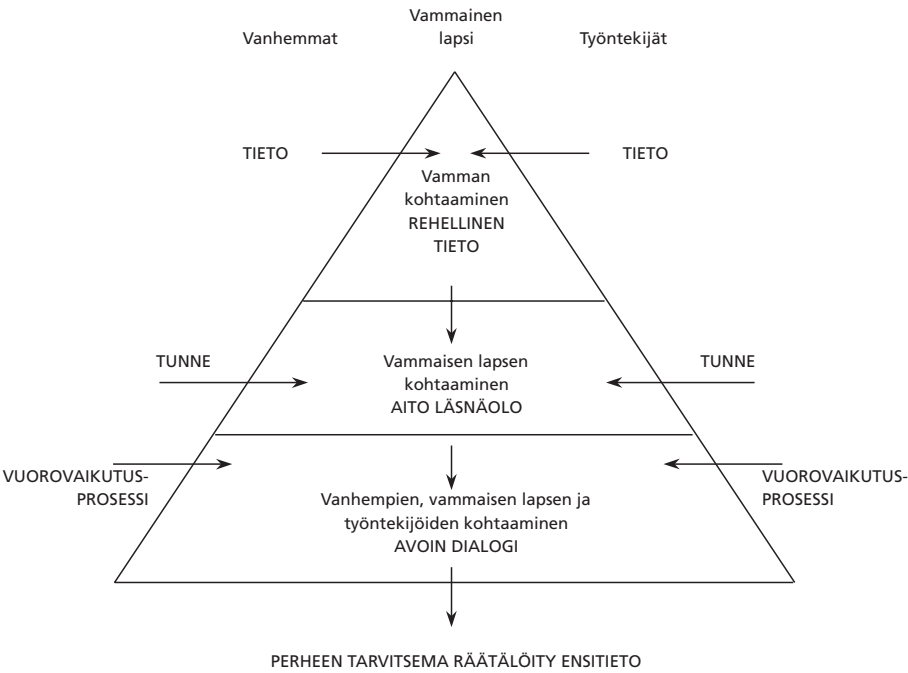 Vammainen
lapsi
Vanhemmat
Työntekijät
TIETO
TIETO
Vamman
kohtaaminen
REHELLINEN
TIETO
TUNNE
TUNNE
Vammaisen lapsen
kohtaaminen
AITO LÄSNÄOLO
VUOROVAIKUTUS-
PROSESSI
VUOROVAIKUTUS-
PROSESSI
Vanhempien, vammaisen lapsen ja
työntekijöiden kohtaaminen
AVOIN DIALOGI
PERHEEN TARVITSEMA RÄÄTÄLÖITY ENSITIETO